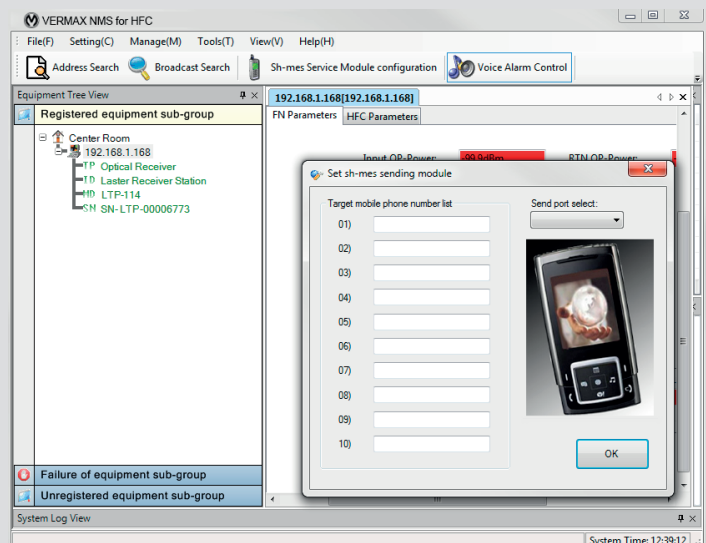 VERMAX NMS for HFC
File(F) Setting(C) Manage(M) Tools(T) View(V) Help(H)
Address Search Broadcast Search Sh-mes Service Module configuration Voice Alarm Control
Equipment Tree View
192.168.1.168[192.168.1.168]
Registered equipment sub-group
FN Parameters HFC Parameters
Center Room
192.168.1.168
TP Optical Receiver
ID Laster Receiver Station
MD LTP-114
SN SN-LTP-00006773
Input OP-Power: -99.9dBm RTN OP-Power:
Set sh-mes sending module
Target mobile phone number list
Send port select:
01)
02)
03)
04)
05)
06)
07)
08)
09)
10)
OK
Failure of equipment sub-group
Unregistered equipment sub-group
System Log View
System Time: 12:39:12